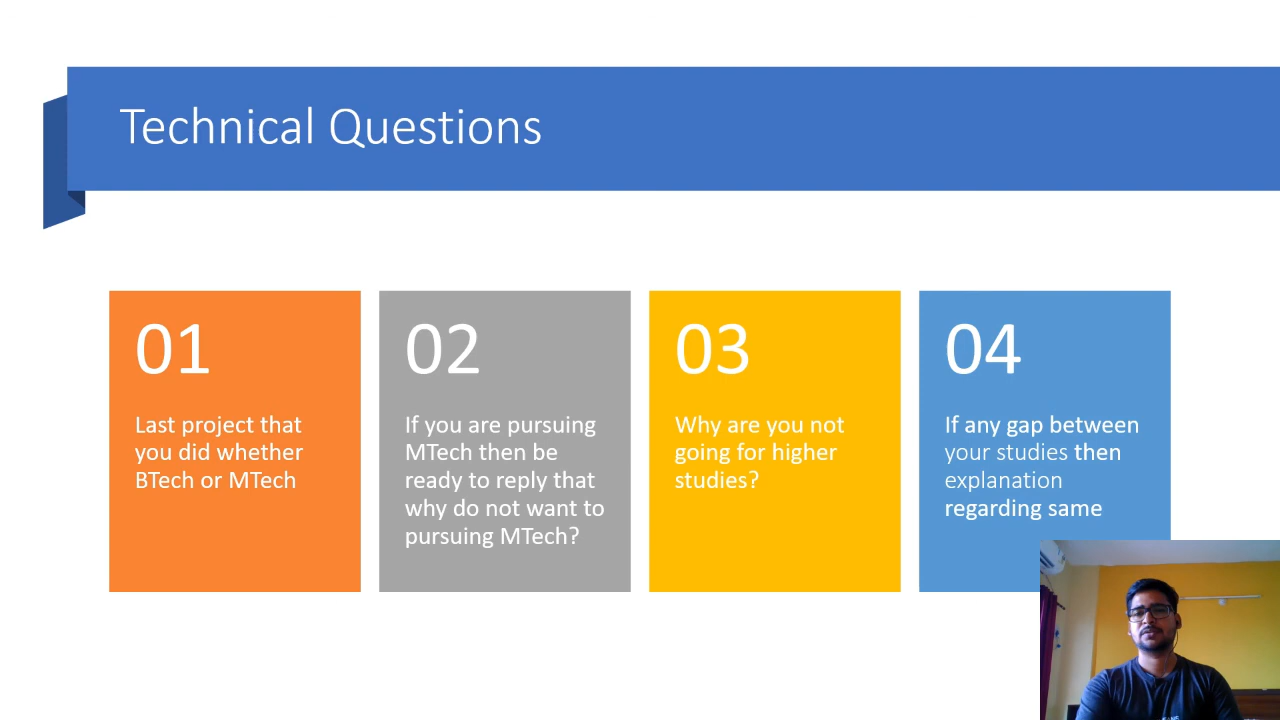 Technical Questions
01
Last project that
you did whether
BTech or MTech
02
If you are pursuing
MTech then be
ready to reply that
why do not want to
pursuing MTech?
03
Why are you not
going for higher
studies?
04
If any gap between
your studies then
explanation
regarding same